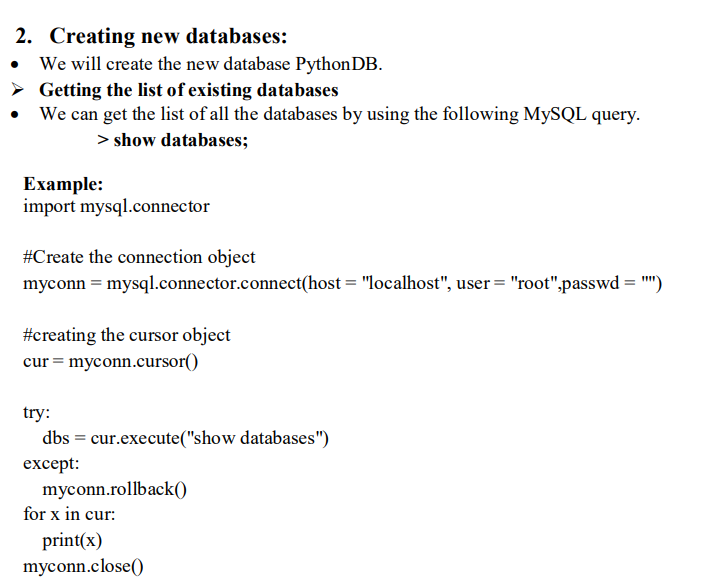 2. Creating new databases:
• We will create the new database PythonDB.
➢ Getting the list of existing databases
• We can get the list of all the databases by using the following MySQL query.
> show databases;
Example:
import mysql.connector
#Create the connection object
myconn = mysql.connector.connect(host = "localhost", user = "root",passwd = "")
#creating the cursor object
cur = myconn.cursor()
try:
    dbs = cur.execute("show databases")
except:
    myconn.rollback()
for x in cur:
    print(x)
myconn.close()